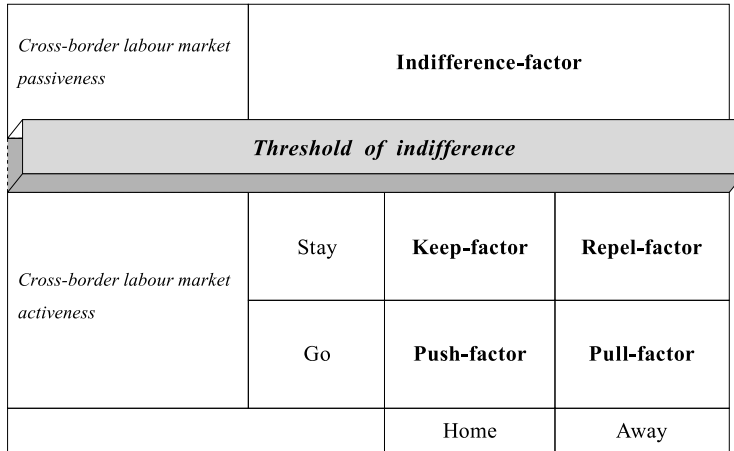 Cross-border labour market
passiveness
Indifference-factor
Threshold of indifference
Cross-border labour market
activeness
Stay
Keep-factor
Repel-factor
Go
Push-factor
Pull-factor
Home
Away